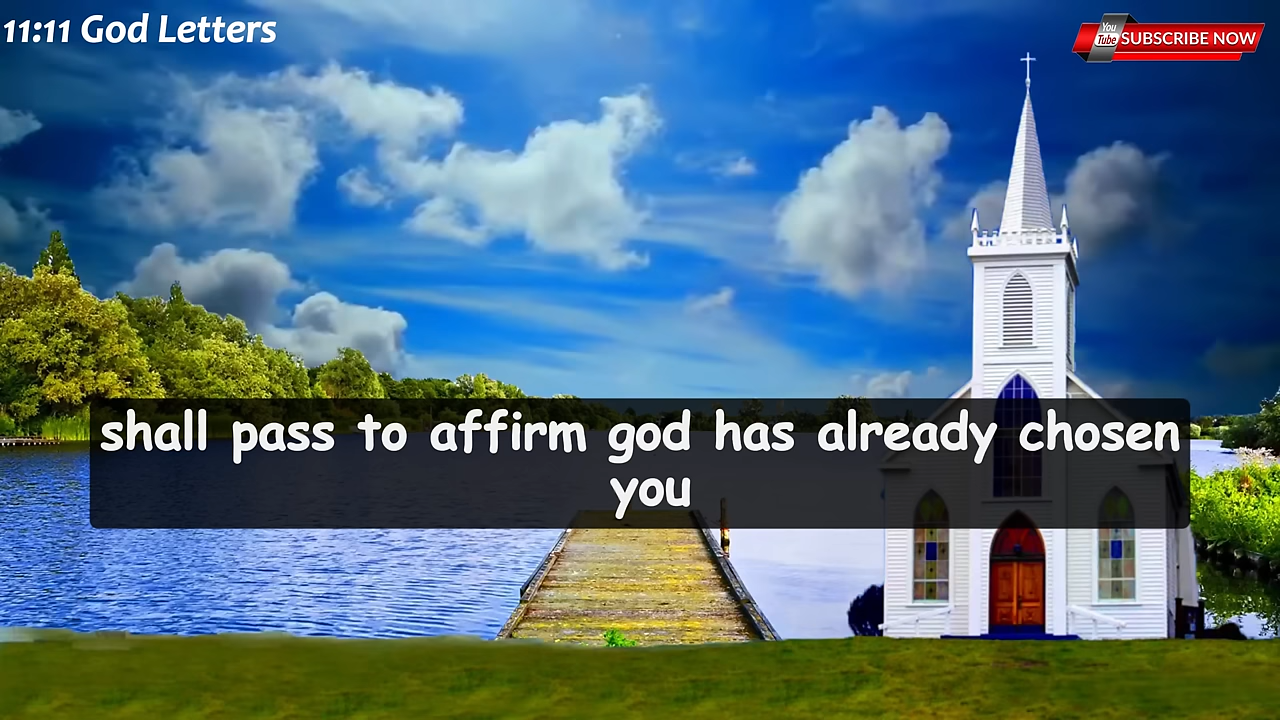 11:11 God Letters
You
Tube
SUBSCRIBE NOW
shall pass to affirm god has already chosen
you